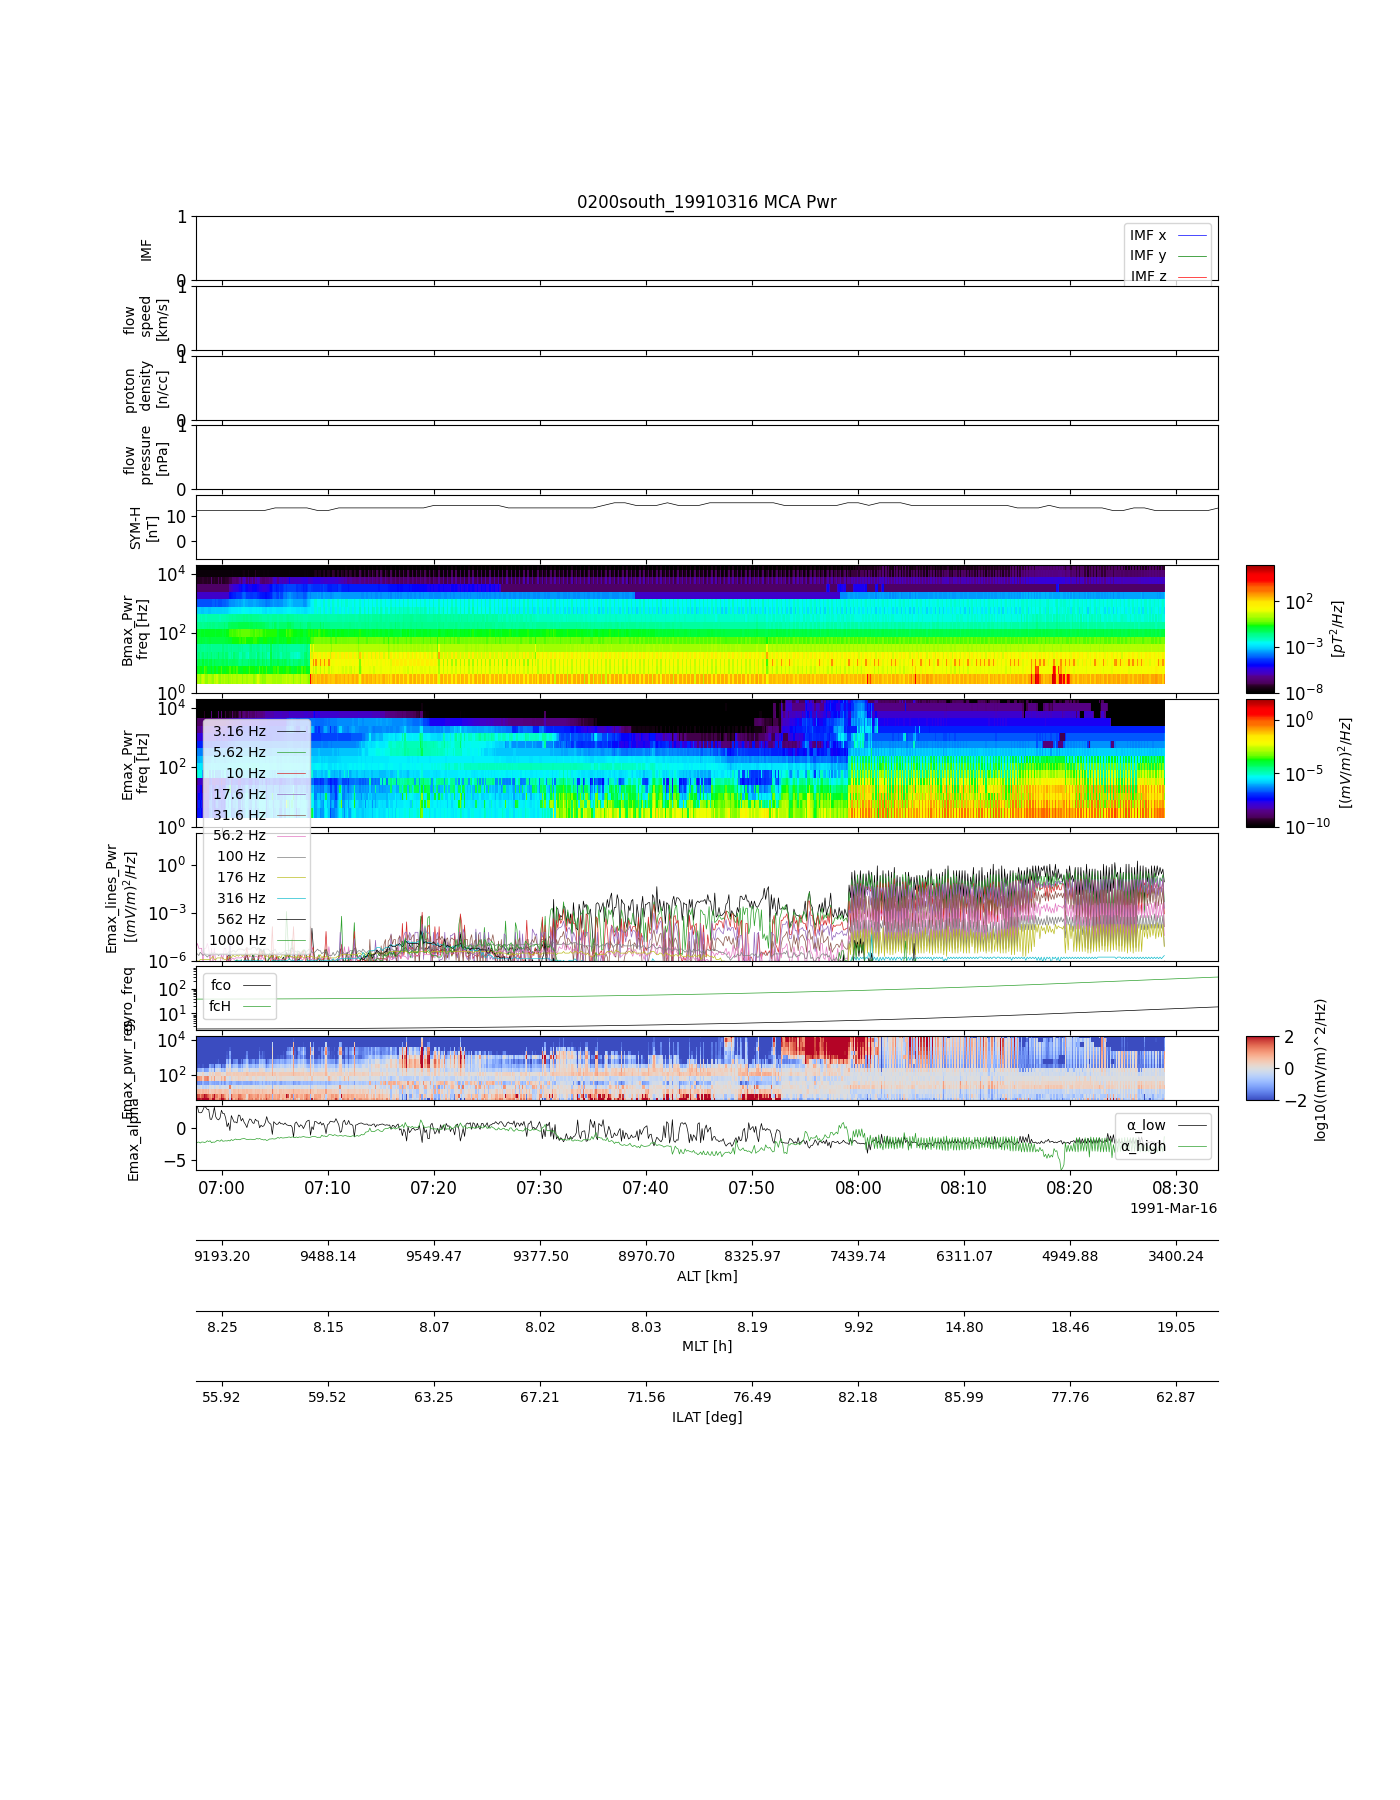 0200south_19910316 MCA Pwr
1
0
IMF
IMF x
IMF y
IMF z
1
0
flow
speed
[km/s]
1
0
proton
density
[n/cc]
1
0
flow
pressure
[nPa]
10
0
SYM-H
[nT]
10^4
10^2
10^0
Bmax_Pwr
freq [Hz]
10^2
10^-3
10^-8
[pT^2/Hz]
10^4
10^2
10^0
Emax_Pwr
freq [Hz]
10^0
10^-5
10^-10
[(mV/m)^2/Hz]
3.16 Hz
5.62 Hz
10 Hz
17.6 Hz
31.6 Hz
56.2 Hz
100 Hz
176 Hz
316 Hz
562 Hz
1000 Hz
10^0
10^-3
10^-6
Emax_lines_Pwr
[(mV/m)^2/Hz]
10^2
10^1
gyro_freq
fco
fcH
10^4
10^2
Emax_pwr_res
2
0
−2
log10((mV/m)^2/Hz)
0
−5
Emax_alpha
α_low
α_high
07:00 07:10 07:20 07:30 07:40 07:50 08:00 08:10 08:20 08:30
1991-Mar-16
9193.20 9488.14 9549.47 9377.50 8970.70 8325.97 7439.74 6311.07 4949.88 3400.24
ALT [km]
8.25 8.15 8.07 8.02 8.03 8.19 9.92 14.80 18.46 19.05
MLT [h]
55.92 59.52 63.25 67.21 71.56 76.49 82.18 85.99 77.76 62.87
ILAT [deg]